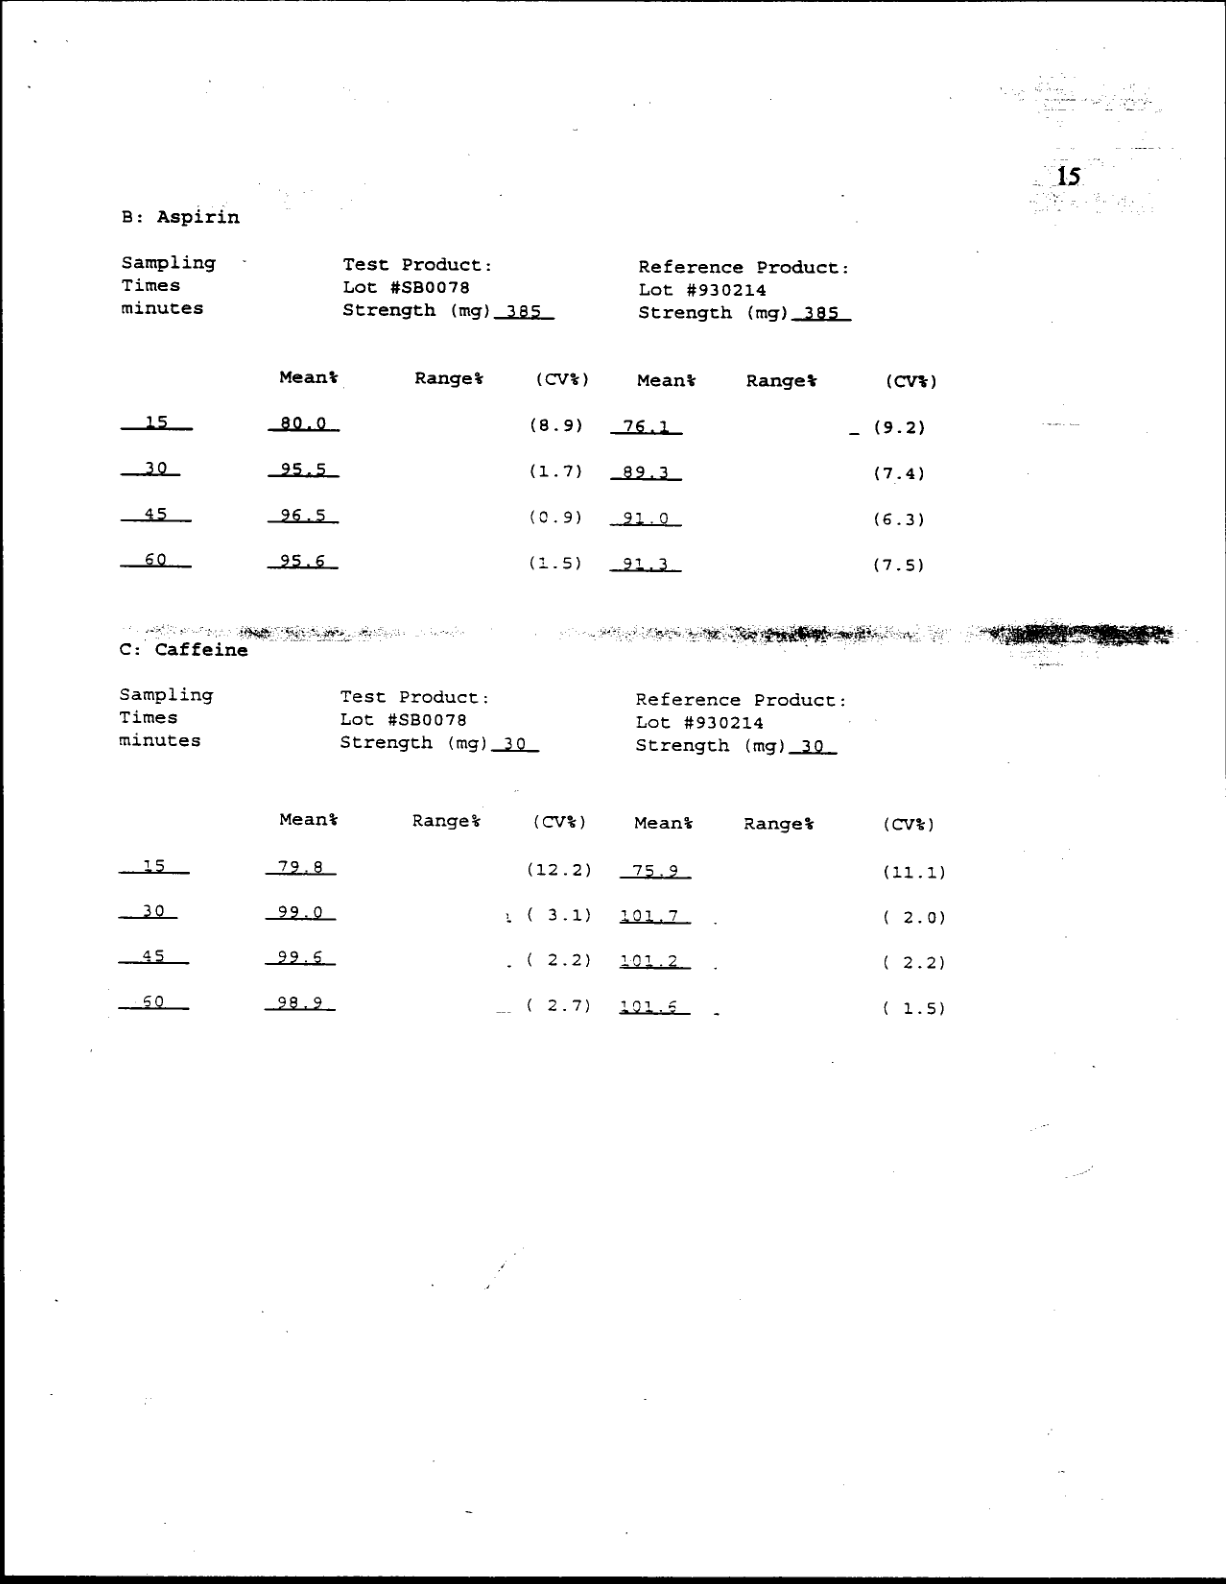 15
B: Aspirin
Sampling Test Product: Reference Product:
Times Lot #SB0078 Lot #930214
minutes Strength (mg) 385 Strength (mg) 385
Mean% Range% (CV%) Mean% Range% (CV%)
15 80.0 (8.9) 76.1 (9.2)
30 95.5 (1.7) 89.3 (7.4)
45 96.5 (0.9) 91.0 (6.3)
60 95.6 (1.5) 91.3 (7.5)
C: Caffeine
Sampling Test Product: Reference Product:
Times Lot #SB0078 Lot #930214
minutes Strength (mg) 30 Strength (mg) 30
Mean% Range% (CV%) Mean% Range% (CV%)
15 79.8 (12.2) 75.9 (11.1)
30 99.0 ( 3.1) 101.7 ( 2.0)
45 99.6 ( 2.2) 101.2 ( 2.2)
60 98.9 ( 2.7) 101.6 ( 1.5)